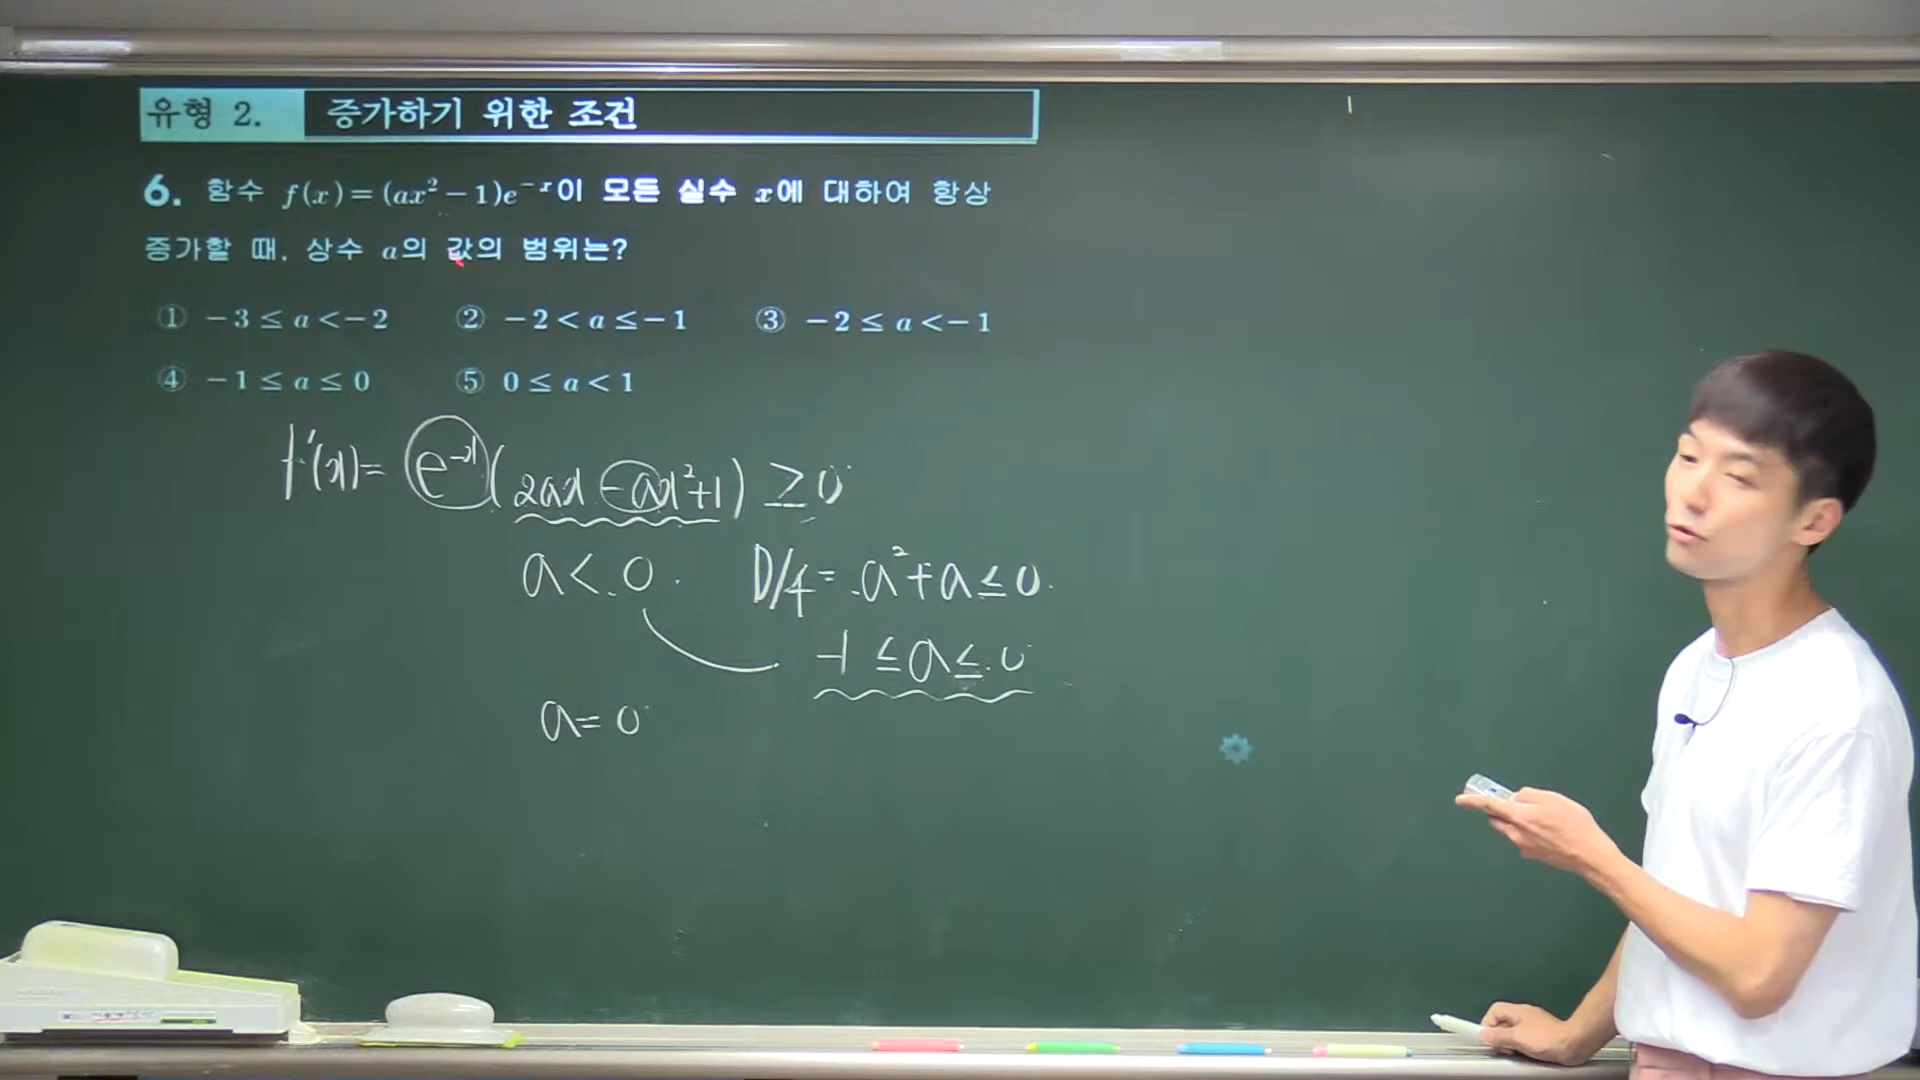 유형 2. 증가하기 위한 조건
6. 함수 f(x)=(ax²-1)e⁻ˣ이 모든 실수 x에 대하여 항상
증가할 때, 상수 a의 값의 범위는?
① -3 ≤ a <-2 ② -2 < a ≤ -1 ③ -2 ≤ a <-1
④ -1 ≤ a ≤ 0 ⑤ 0 ≤ a < 1
f'(x)= e⁻ˣ(2ax -ax²+1) ≥ 0
a < 0. D/4 = a²+a ≤ 0.
-1 ≤ a ≤ 0
a = 0